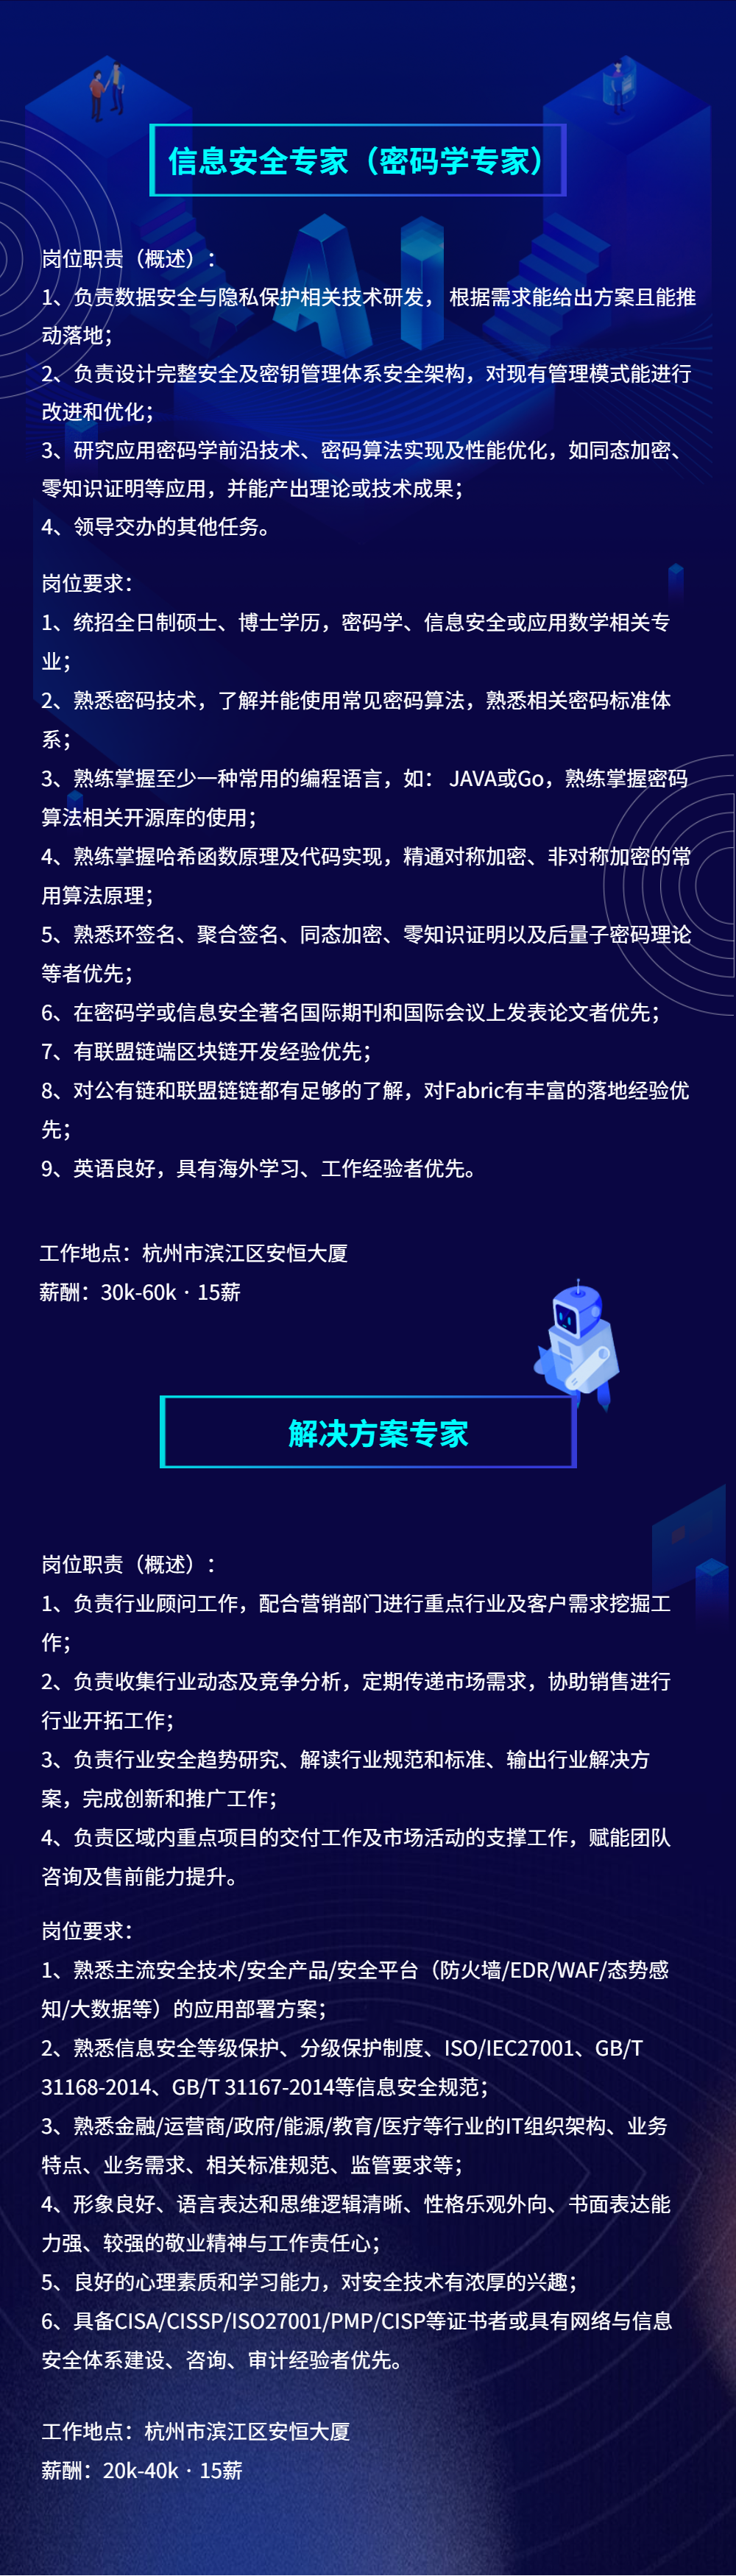 信息安全专家（密码学专家）
AI
岗位职责（概述）：
1、负责数据安全与隐私保护相关技术研发， 根据需求能给出方案且能推
动落地；
2、负责设计完整安全及密钥管理体系安全架构，对现有管理模式能进行
改进和优化；
3、研究应用密码学前沿技术、密码算法实现及性能优化，如同态加密、
零知识证明等应用，并能产出理论或技术成果；
4、领导交办的其他任务。
岗位要求：
1、统招全日制硕士、博士学历，密码学、信息安全或应用数学相关专
业；
2、熟悉密码技术，了解并能使用常见密码算法，熟悉相关密码标准体
系；
3、熟练掌握至少一种常用的编程语言，如： JAVA或Go，熟练掌握密码
算法相关开源库的使用；
4、熟练掌握哈希函数原理及代码实现，精通对称加密、非对称加密的常
用算法原理；
5、熟悉环签名、聚合签名、同态加密、零知识证明以及后量子密码理论
等者优先；
6、在密码学或信息安全著名国际期刊和国际会议上发表论文者优先；
7、有联盟链端区块链开发经验优先；
8、对公有链和联盟链链都有足够的了解，对Fabric有丰富的落地经验优
先；
9、英语良好，具有海外学习、工作经验者优先。
工作地点：杭州市滨江区安恒大厦
薪酬：30k-60k · 15薪
解决方案专家
岗位职责（概述）：
1、负责行业顾问工作，配合营销部门进行重点行业及客户需求挖掘工
作；
2、负责收集行业动态及竞争分析，定期传递市场需求，协助销售进行
行业开拓工作；
3、负责行业安全趋势研究、解读行业规范和标准、输出行业解决方
案，完成创新和推广工作；
4、负责区域内重点项目的交付工作及市场活动的支撑工作，赋能团队
咨询及售前能力提升。
岗位要求：
1、熟悉主流安全技术/安全产品/安全平台（防火墙/EDR/WAF/态势感
知/大数据等）的应用部署方案；
2、熟悉信息安全等级保护、分级保护制度、ISO/IEC27001、GB/T
31168-2014、GB/T 31167-2014等信息安全规范；
3、熟悉金融/运营商/政府/能源/教育/医疗等行业的IT组织架构、业务
特点、业务需求、相关标准规范、监管要求等；
4、形象良好、语言表达和思维逻辑清晰、性格乐观外向、书面表达能
力强、较强的敬业精神与工作责任心；
5、良好的心理素质和学习能力，对安全技术有浓厚的兴趣；
6、具备CISA/CISSP/ISO27001/PMP/CISP等证书者或具有网络与信息
安全体系建设、咨询、审计经验者优先。
工作地点：杭州市滨江区安恒大厦
薪酬：20k-40k · 15薪